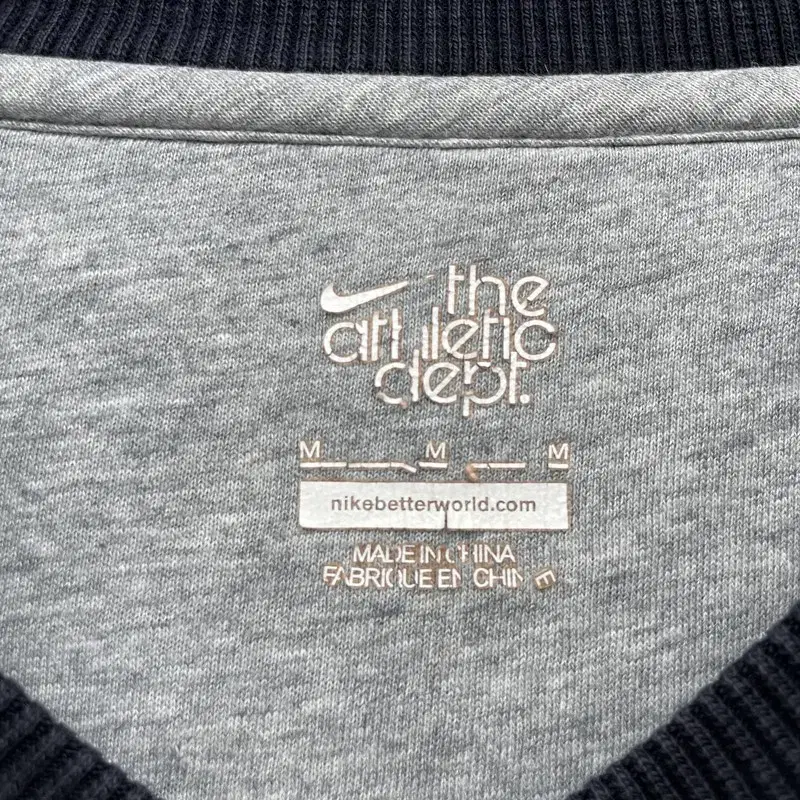 the
athletic
dept.
M M M
nikebetterworld.com
MADE IN CHINA
FABRIQUE EN CHINE